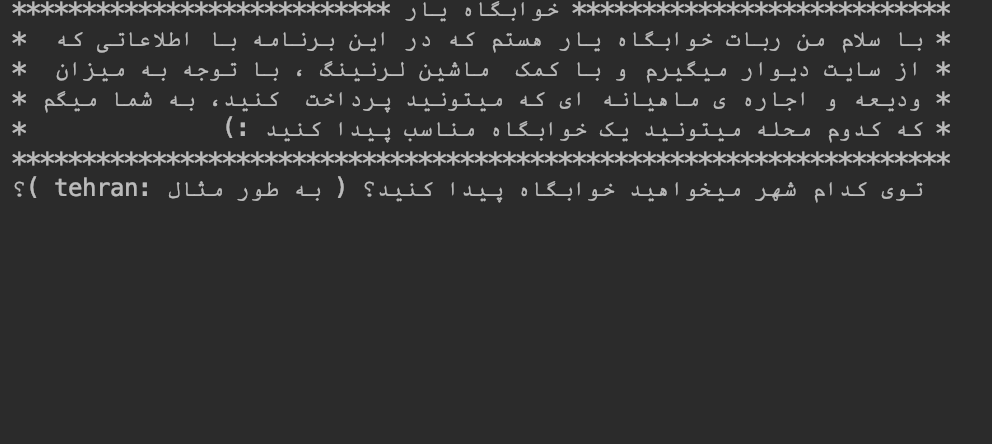 *************************** خوابگاه یار ***************************
* با سلام من ربات خوابگاه یار هستم که در این برنامه با اطلاعاتی که *
* از سایت دیوار میگیرم و با کمک ماشین لرنینگ ، با توجه به میزان *
* ودیعه و اجاره ی ماهیانه ای که میتونید پرداخت کنید، به شما میگم *
* که کدوم محله میتونید یک خوابگاه مناسب پیدا کنید :) *
*******************************************************************
توی کدام شهر میخواهید خوابگاه پیدا کنید؟ ( به طور مثال :tehran )؟